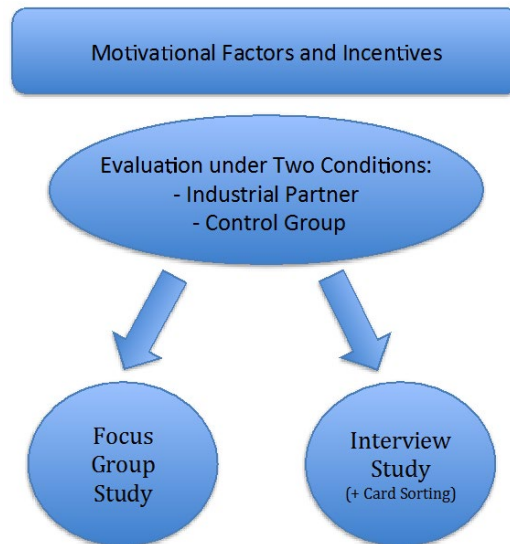 Motivational Factors and Incentives
Evaluation under Two Conditions:
- Industrial Partner
- Control Group
Focus
Group
Study
Interview
Study
(+ Card Sorting)